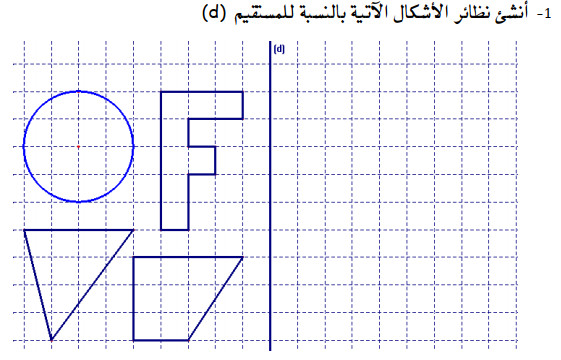 1- أنشئ نظائر الأشكال الآتية بالنسبة للمستقيم (d)
(d)